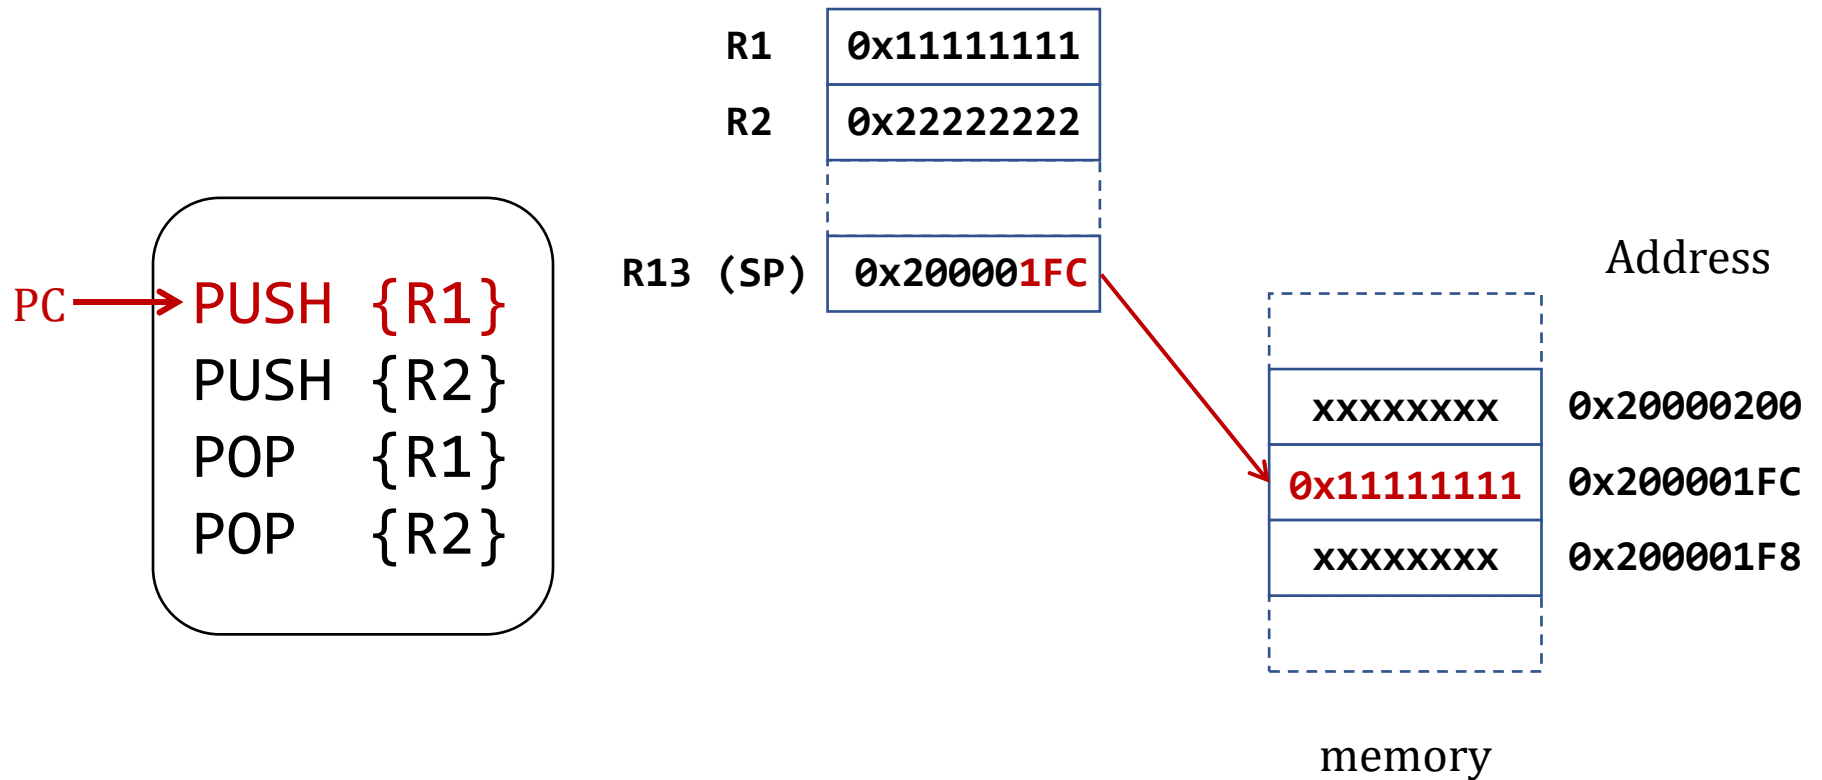 R1 0x11111111
R2 0x22222222
R13 (SP) 0x200001FC
PC PUSH {R1}
PUSH {R2}
POP {R1}
POP {R2}
Address
xxxxxxxx 0x20000200
0x11111111 0x200001FC
xxxxxxxx 0x200001F8
memory